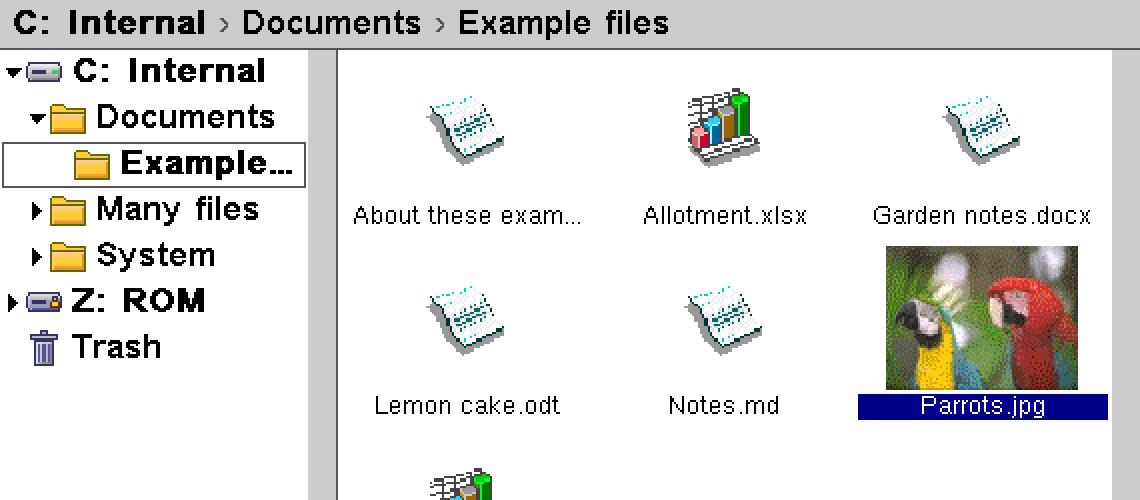 C: Internal › Documents › Example files
C: Internal
Documents
Example...
Many files
System
Z: ROM
Trash
About these exam...
Allotment.xlsx
Garden notes.docx
Lemon cake.odt
Notes.md
Parrots.jpg